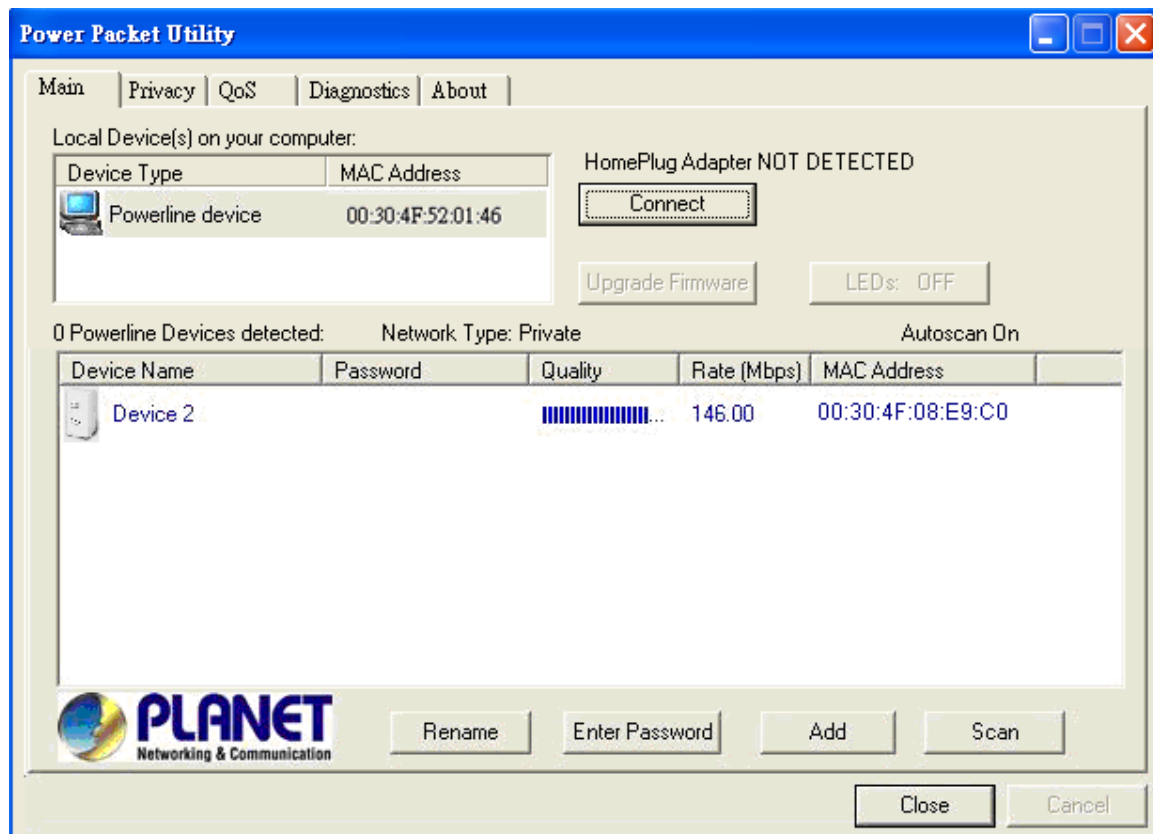 Power Packet Utility
Main Privacy QoS Diagnostics About
Local Device(s) on your computer:
Device Type MAC Address
Powerline device 00:30:4F:52:01:46
HomePlug Adapter NOT DETECTED
Connect
Upgrade Firmware LEDs: OFF
0 Powerline Devices detected: Network Type: Private Autoscan On
Device Name Password Quality Rate (Mbps) MAC Address
Device 2 ... 146.00 00:30:4F:08:E9:C0
PLANET
Networking & Communication
Rename Enter Password Add Scan
Close Cancel